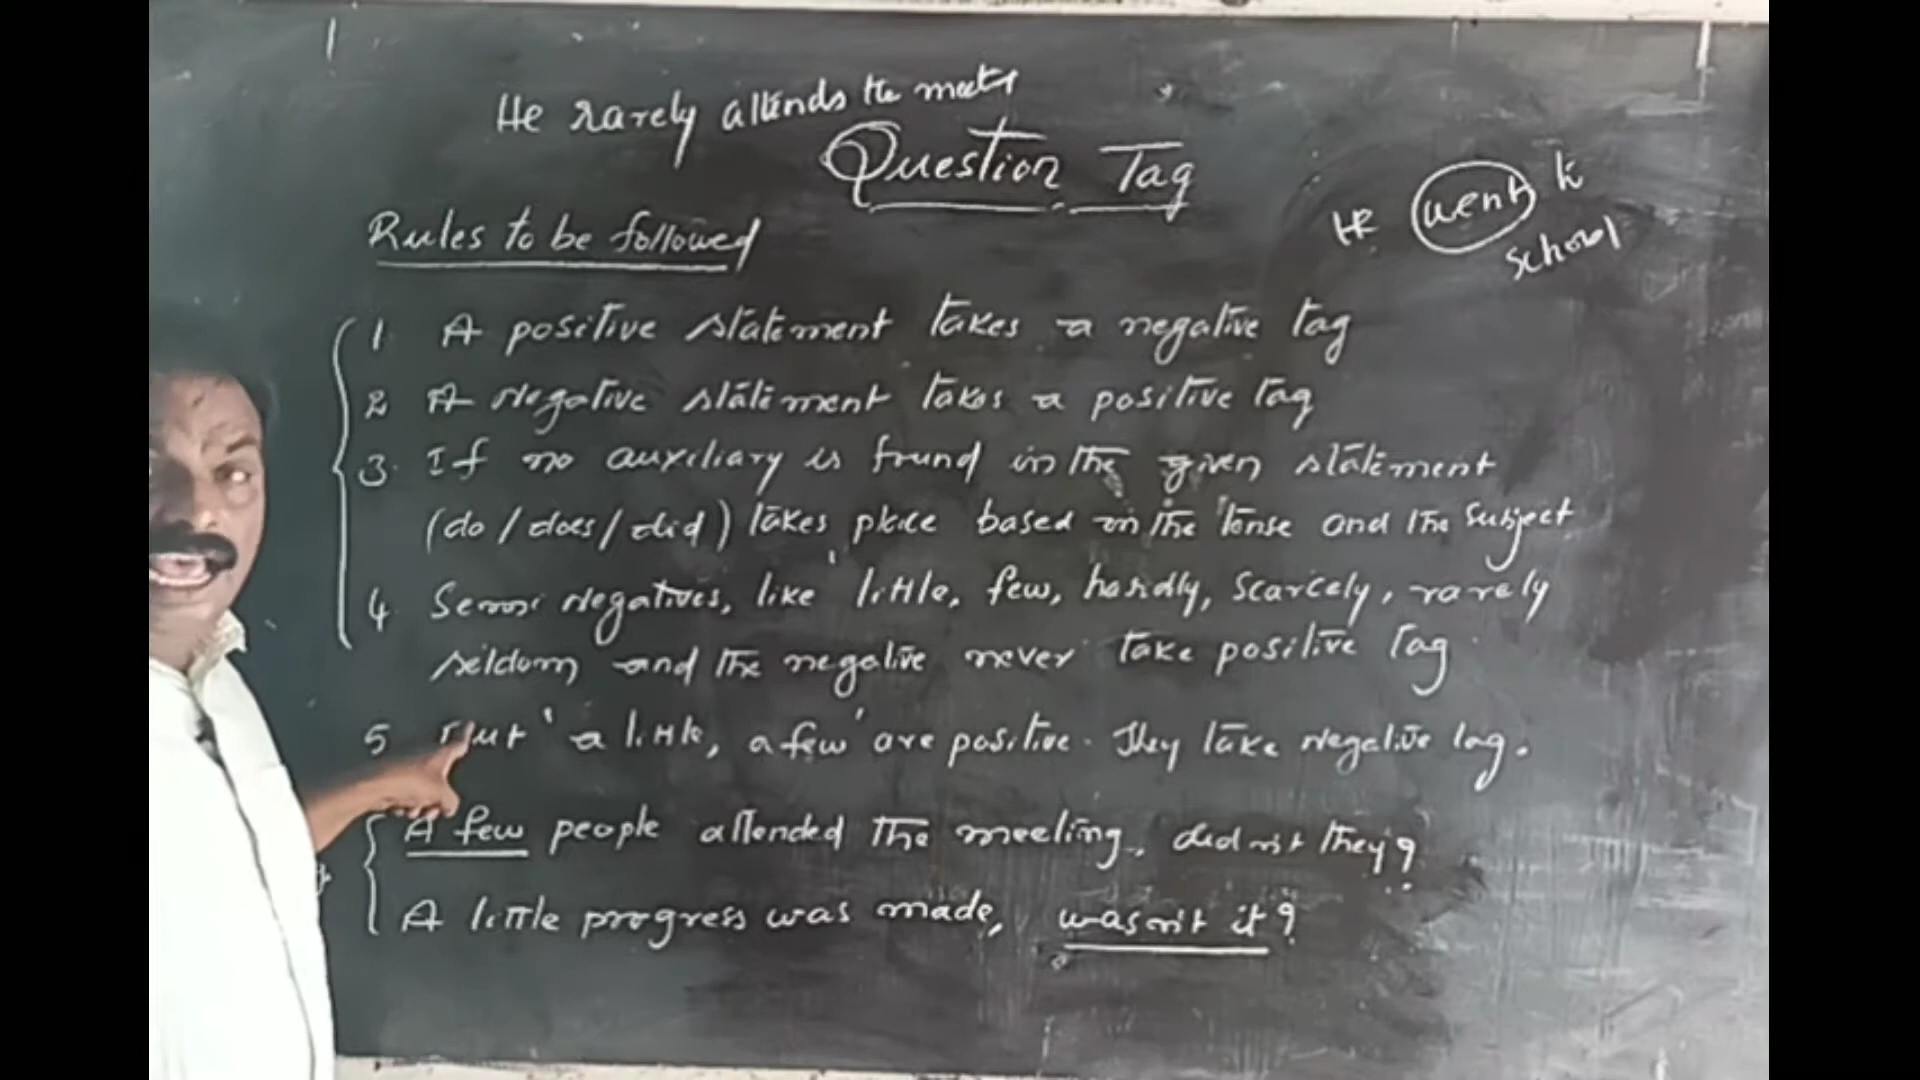 He rarely attends the meet
Question Tag
He went to
school
Rules to be followed
1. A positive statement takes a negative tag
2 A Negative statement takes a positive tag
3. If no auxiliary is found in the given statement
(do/does/did) takes place based on the tense and the subject
4 Semi Negatives, like 'little, few, hardly, scarcely, rarely
seldom and the negative never take positive tag
5 But 'a little, a few' are positive. They take Negative tag.
A few people attended the meeting, didn't they?
A little progress was made, wasn't it?